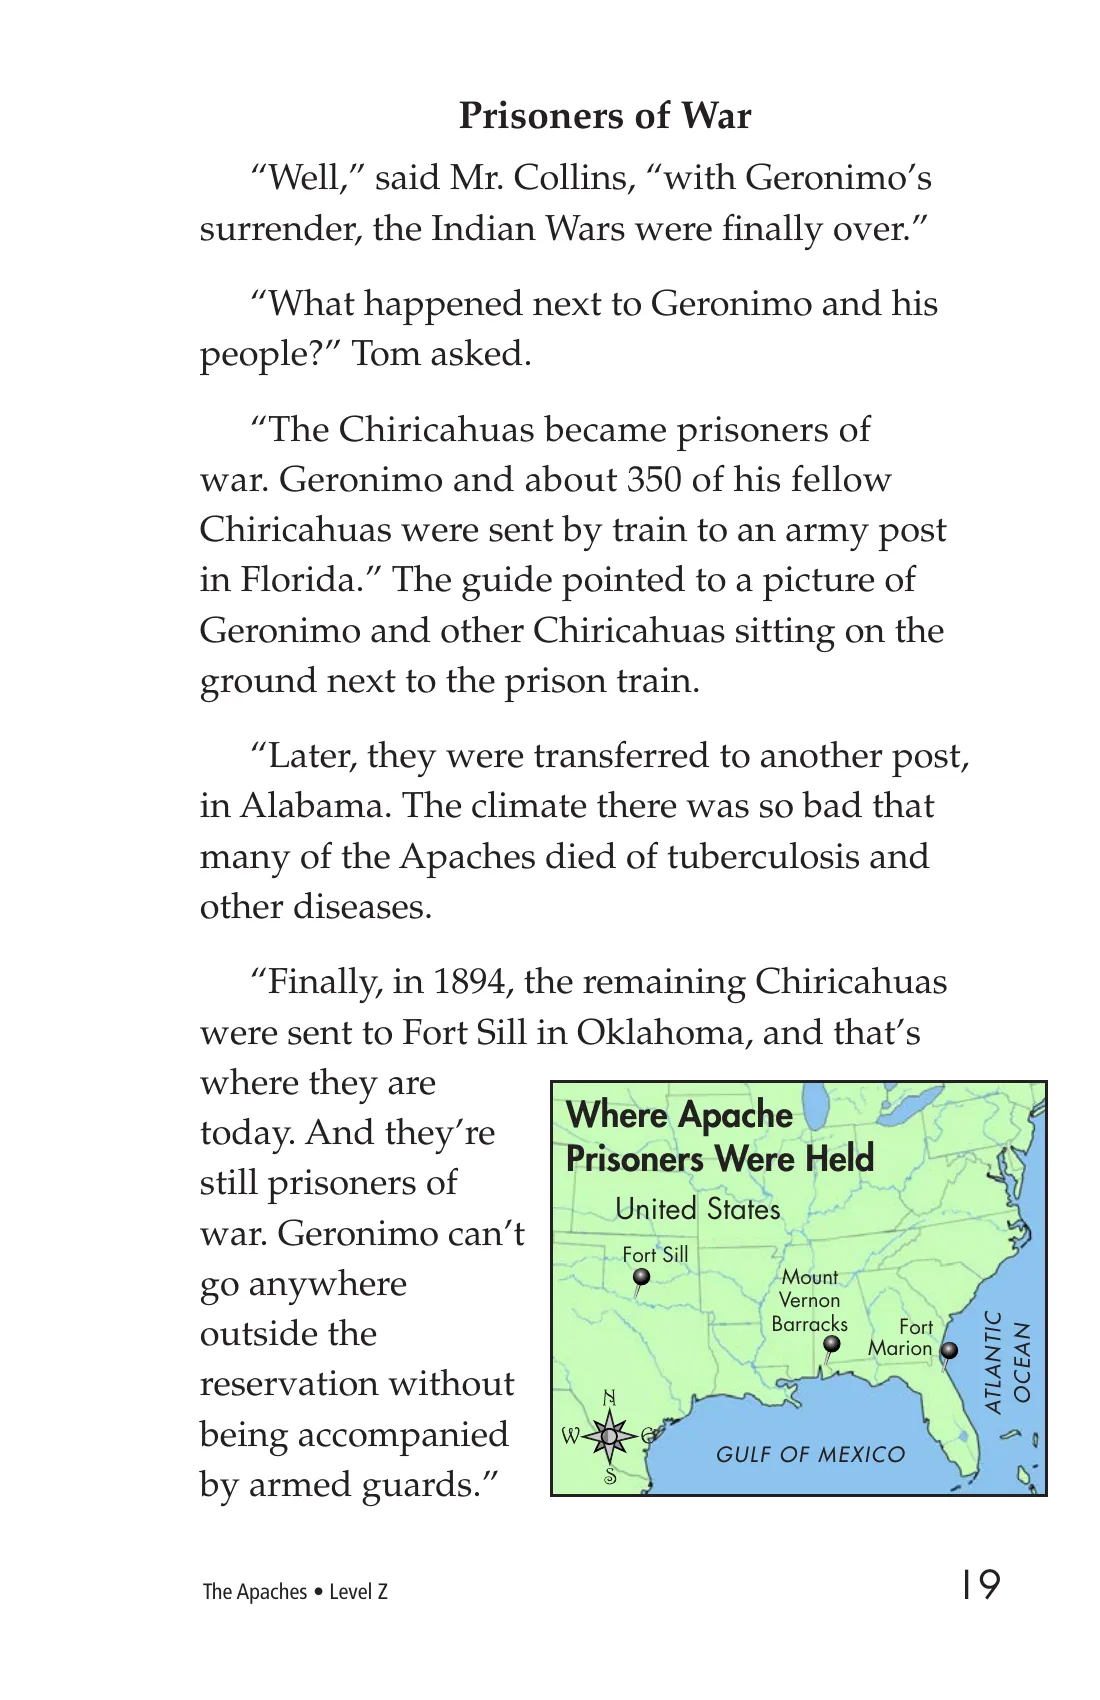 Prisoners of War
“Well,” said Mr. Collins, “with Geronimo’s
surrender, the Indian Wars were finally over.”
“What happened next to Geronimo and his
people?” Tom asked.
“The Chiricahuas became prisoners of
war. Geronimo and about 350 of his fellow
Chiricahuas were sent by train to an army post
in Florida.” The guide pointed to a picture of
Geronimo and other Chiricahuas sitting on the
ground next to the prison train.
“Later, they were transferred to another post,
in Alabama. The climate there was so bad that
many of the Apaches died of tuberculosis and
other diseases.
“Finally, in 1894, the remaining Chiricahuas
were sent to Fort Sill in Oklahoma, and that’s
where they are
today. And they’re
still prisoners of
war. Geronimo can’t
go anywhere
outside the
reservation without
being accompanied
by armed guards.”
Where Apache
Prisoners Were Held
United States
Fort Sill
Mount
Vernon
Barracks
Fort
Marion
ATLANTIC
OCEAN
GULF OF MEXICO
N
W
E
S
The Apaches • Level Z
19